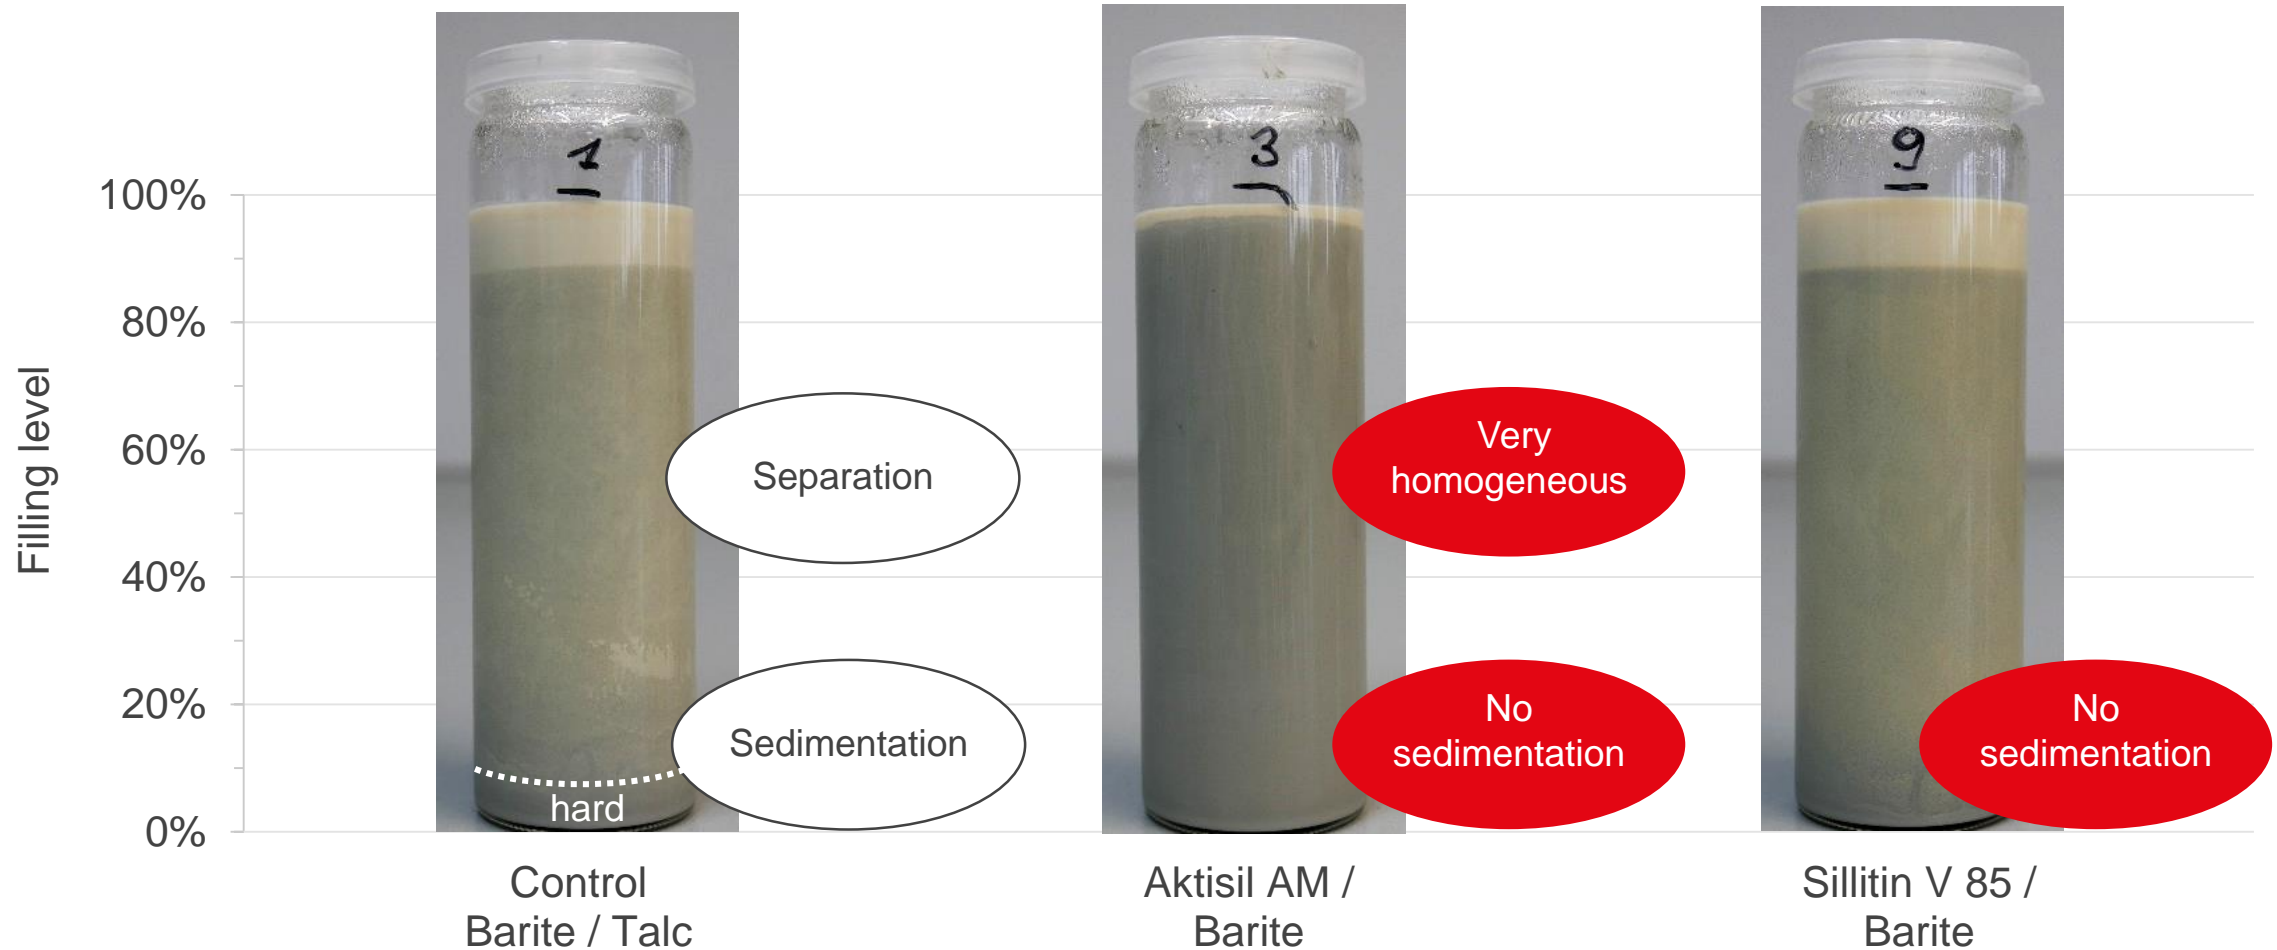 1
3
9
100%
80%
60%
40%
20%
0%
Filling level
Separation
Very
homogeneous
Sedimentation
No
sedimentation
No
sedimentation
hard
Control
Barite / Talc
Aktisil AM /
Barite
Sillitin V 85 /
Barite